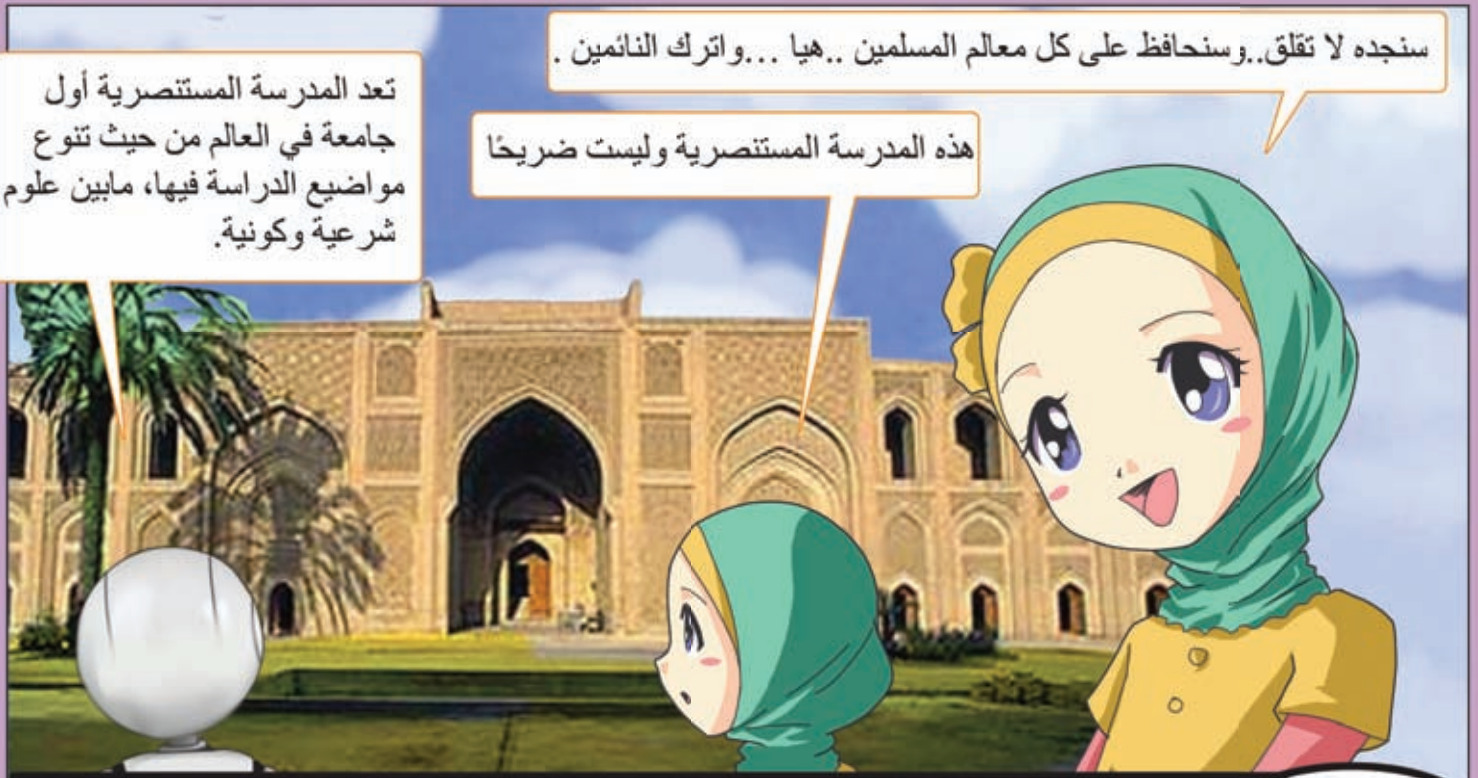 سنجده لا تقلق..وسنحافظ على كل معالم المسلمين ..هيا ...واترك النائمين .
هذه المدرسة المستنصرية وليست ضريحًا
تعد المدرسة المستنصرية أول
جامعة في العالم من حيث تنوع
مواضيع الدراسة فيها، مابين علوم
شرعية وكونية.